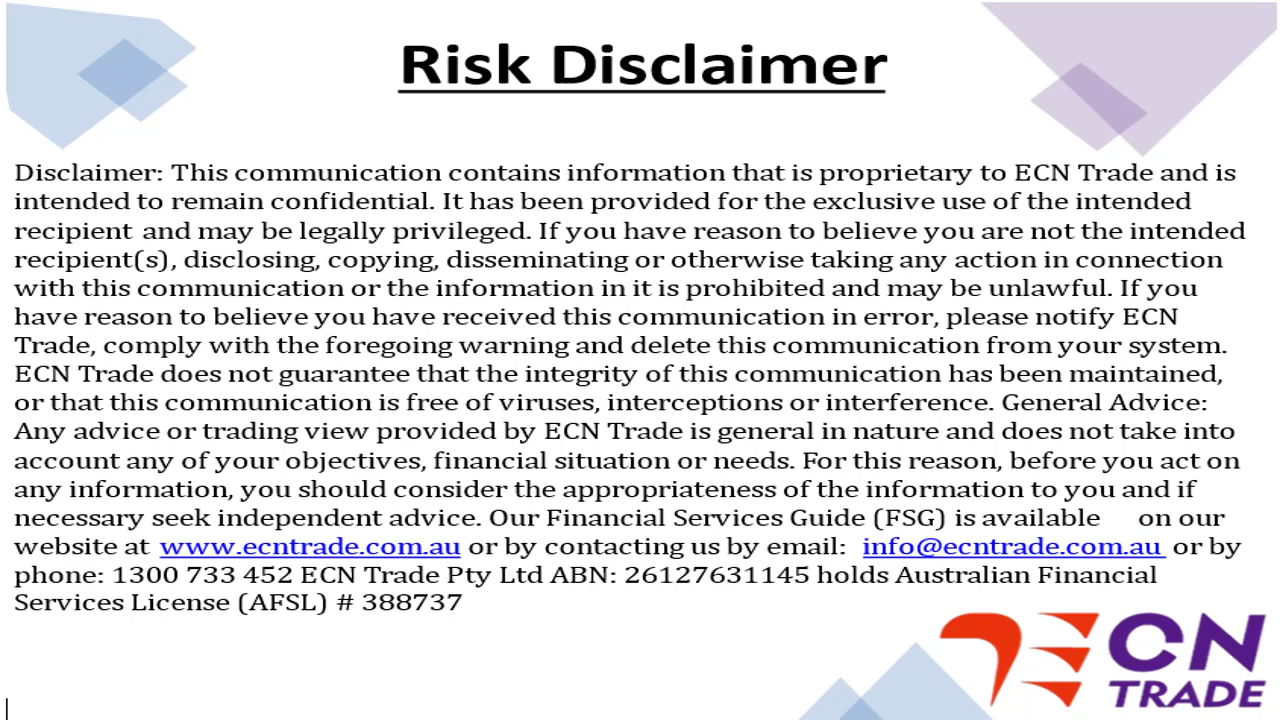 Risk Disclaimer
Disclaimer: This communication contains information that is proprietary to ECN Trade and is
intended to remain confidential. It has been provided for the exclusive use of the intended
recipient and may be legally privileged. If you have reason to believe you are not the intended
recipient(s), disclosing, copying, disseminating or otherwise taking any action in connection
with this communication or the information in it is prohibited and may be unlawful. If you
have reason to believe you have received this communication in error, please notify ECN
Trade, comply with the foregoing warning and delete this communication from your system.
ECN Trade does not guarantee that the integrity of this communication has been maintained,
or that this communication is free of viruses, interceptions or interference. General Advice:
Any advice or trading view provided by ECN Trade is general in nature and does not take into
account any of your objectives, financial situation or needs. For this reason, before you act on
any information, you should consider the appropriateness of the information to you and if
necessary seek independent advice. Our Financial Services Guide (FSG) is available on our
website at www.ecntrade.com.au or by contacting us by email: info@ecntrade.com.au or by
phone: 1300 733 452 ECN Trade Pty Ltd ABN: 26127631145 holds Australian Financial
Services License (AFSL) # 388737
ECN
TRADE